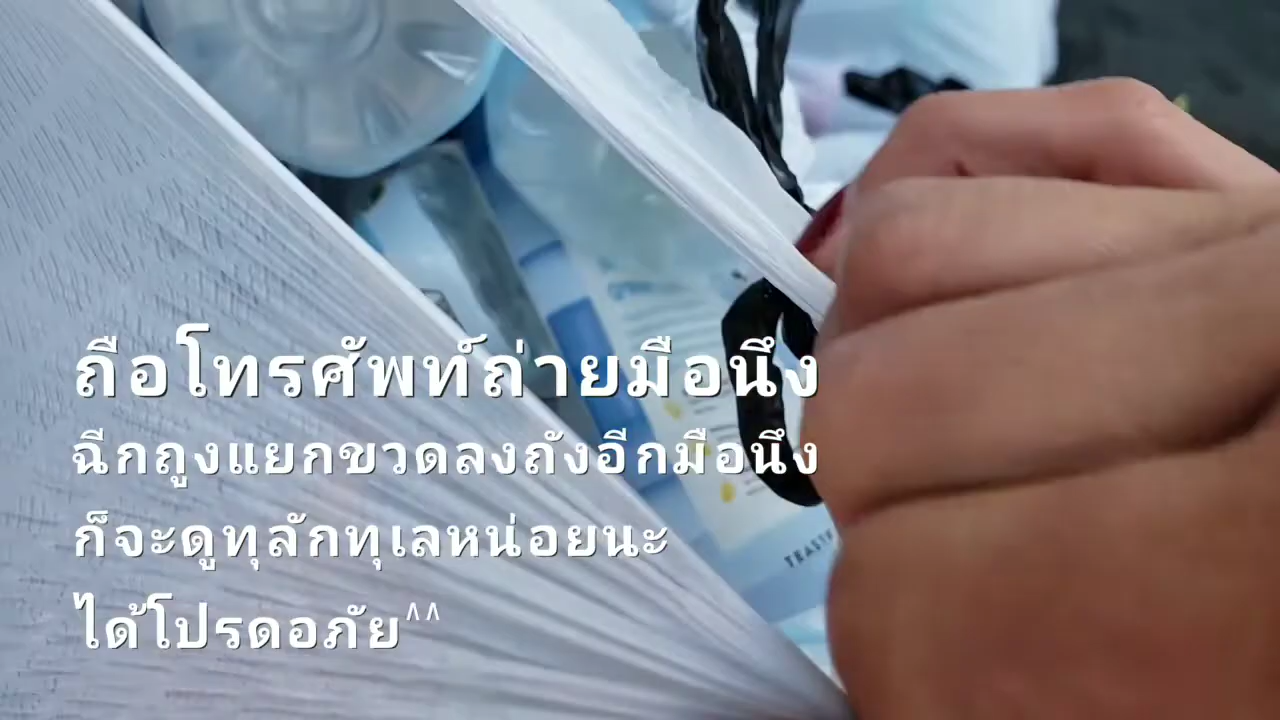 ถือโทรศัพท์ถ่ายมือนึง
ฉีกถูงแยกขวดลงถังอีกมือนึง
ก็จะดูทุลักทุเลหน่อยนะ
ได้โปรดอภัย^^